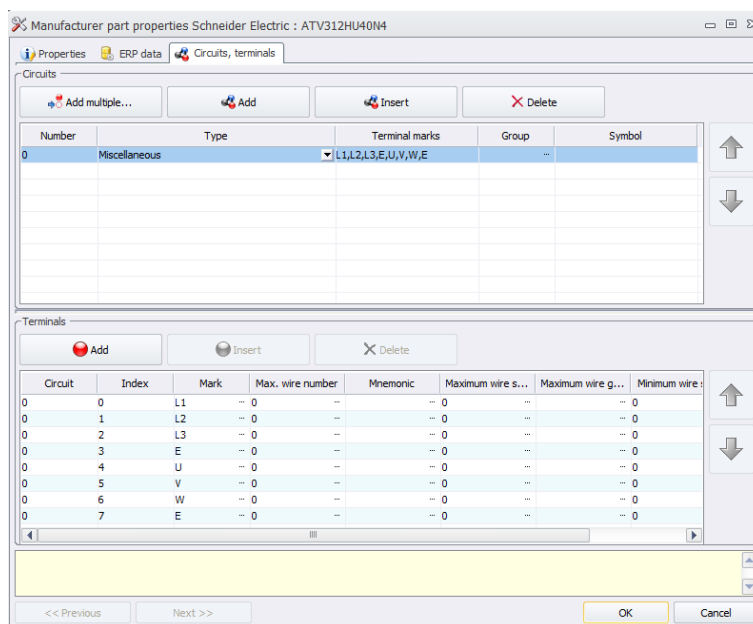 Manufacturer part properties Schneider Electric : ATV312HU40N4
Properties ERP data Circuits, terminals
Circuits
Add multiple... Add Insert Delete
Number Type Terminal marks Group Symbol
0 Miscellaneous L1,L2,L3,E,U,V,W,E ...
Terminals
Add Insert Delete
Circuit Index Mark Max. wire number Mnemonic Maximum wire s... Maximum wire g... Minimum wire s
0 0 L1 ... 0 ... ... 0 ... ... 0
0 1 L2 ... 0 ... ... 0 ... ... 0
0 2 L3 ... 0 ... ... 0 ... ... 0
0 3 E ... 0 ... ... 0 ... ... 0
0 4 U ... 0 ... ... 0 ... ... 0
0 5 V ... 0 ... ... 0 ... ... 0
0 6 W ... 0 ... ... 0 ... ... 0
0 7 E ... 0 ... ... 0 ... ... 0
<< Previous Next >> OK Cancel